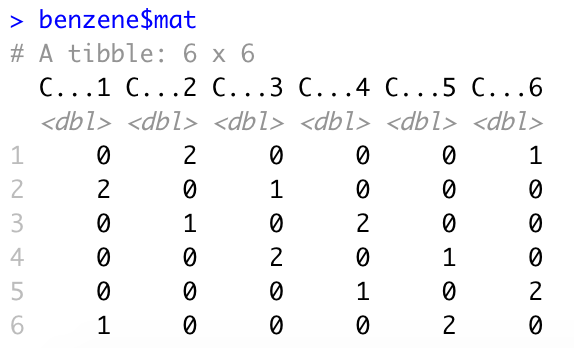 > benzene$mat
# A tibble: 6 x 6
  C...1 C...2 C...3 C...4 C...5 C...6
  <dbl> <dbl> <dbl> <dbl> <dbl> <dbl>
1     0     2     0     0     0     1
2     2     0     1     0     0     0
3     0     1     0     2     0     0
4     0     0     2     0     1     0
5     0     0     0     1     0     2
6     1     0     0     0     2     0